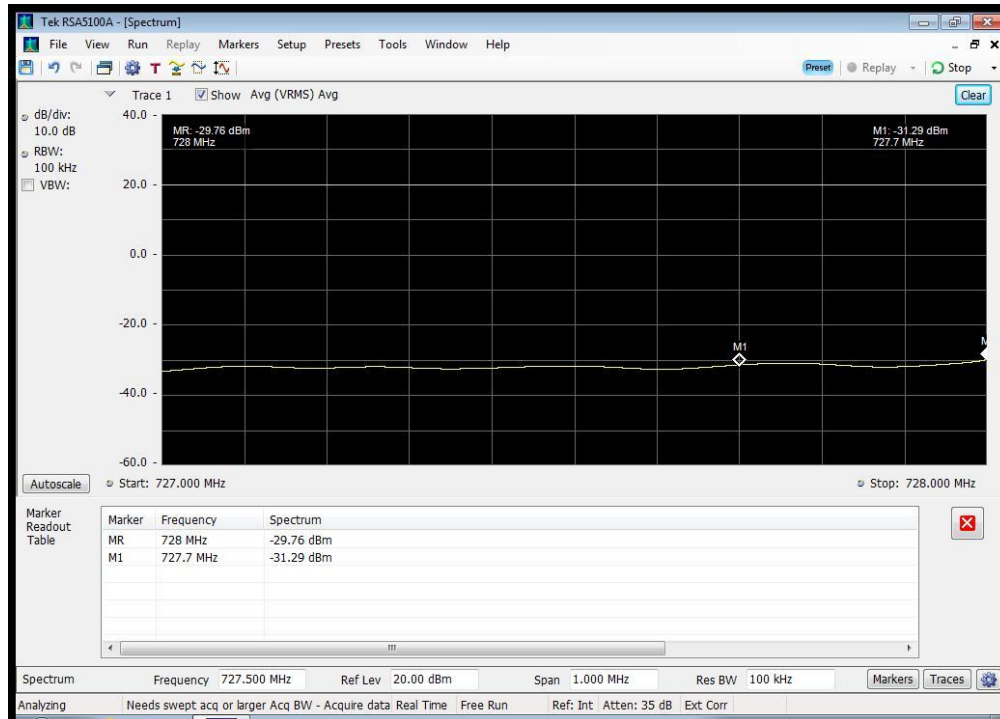 Tek RSA5100A - [Spectrum]
File View Run Replay Markers Setup Presets Tools Window Help
T Preset Replay Stop
Trace 1 Show Avg (VRMS) Avg Clear
dB/div:
10.0 dB
RBW:
100 kHz
VBW:
40.0
20.0
0.0
-20.0
-40.0
-60.0
MR: -29.76 dBm
728 MHz
M1: -31.29 dBm
727.7 MHz
M1
M
Autoscale Start: 727.000 MHz Stop: 728.000 MHz
Marker
Readout
Table
Marker Frequency Spectrum
MR 728 MHz -29.76 dBm
M1 727.7 MHz -31.29 dBm
Spectrum Frequency 727.500 MHz Ref Lev 20.00 dBm Span 1.000 MHz Res BW 100 kHz Markers Traces
Analyzing Needs swept acq or larger Acq BW - Acquire data Real Time Free Run Ref: Int Atten: 35 dB Ext Corr